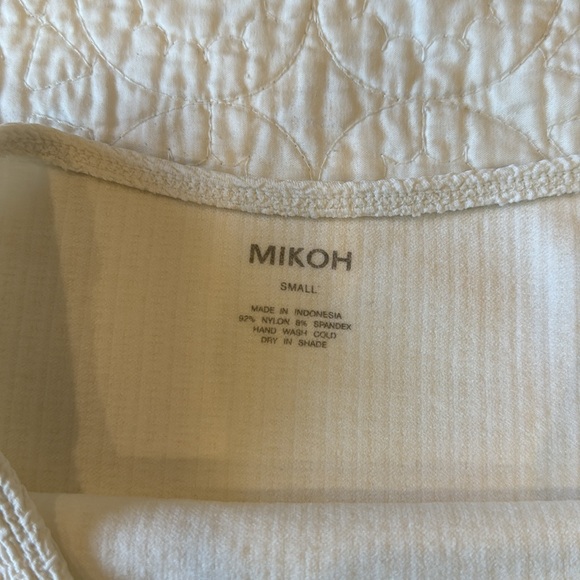 MIKOH
SMALL
MADE IN INDONESIA
92% NYLON 8% SPANDEX
HAND WASH COLD
DRY IN SHADE